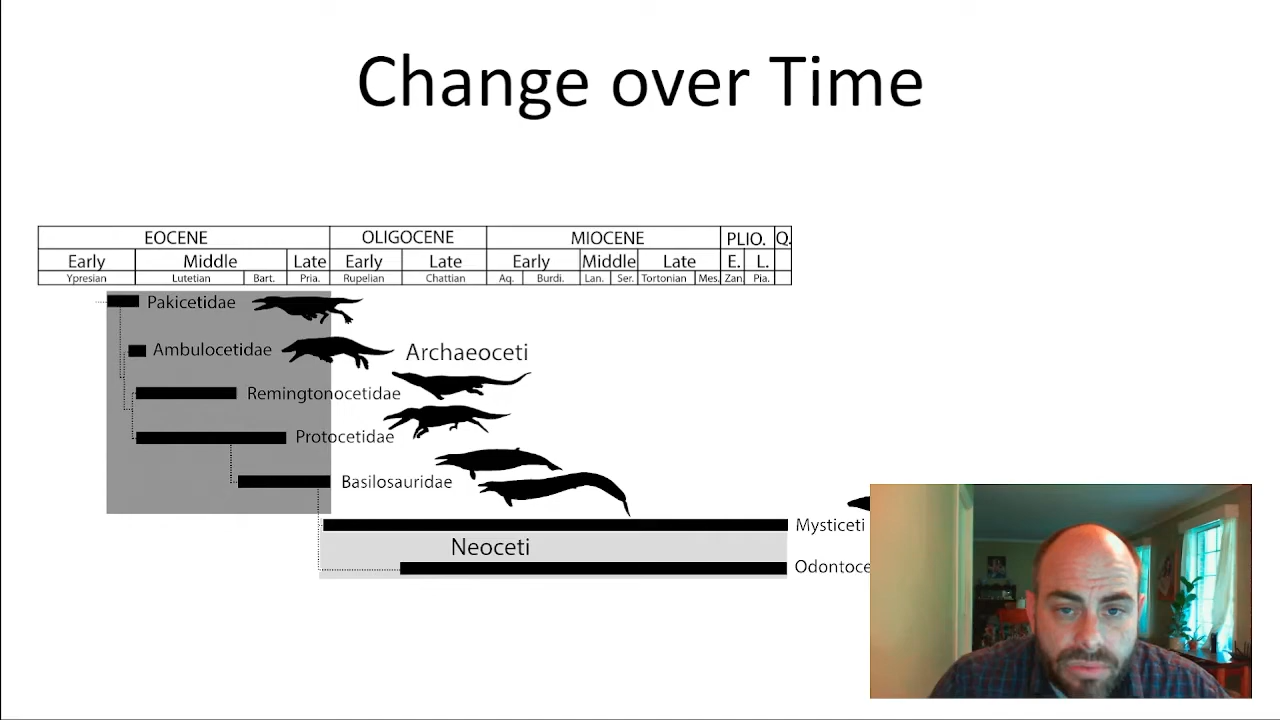 Change over Time
EOCENE OLIGOCENE MIOCENE PLIO. Q.
Early Middle Late Early Late Early Middle Late E. L.
Ypresian Lutetian Bart. Pria. Rupelian Chattian Aq. Burdi. Lan. Ser. Tortonian Mes. Zan. Pia.
Pakicetidae
Ambulocetidae
Archaeoceti
Remingtonocetidae
Protocetidae
Basilosauridae
Mysticeti
Neoceti
Odontoce